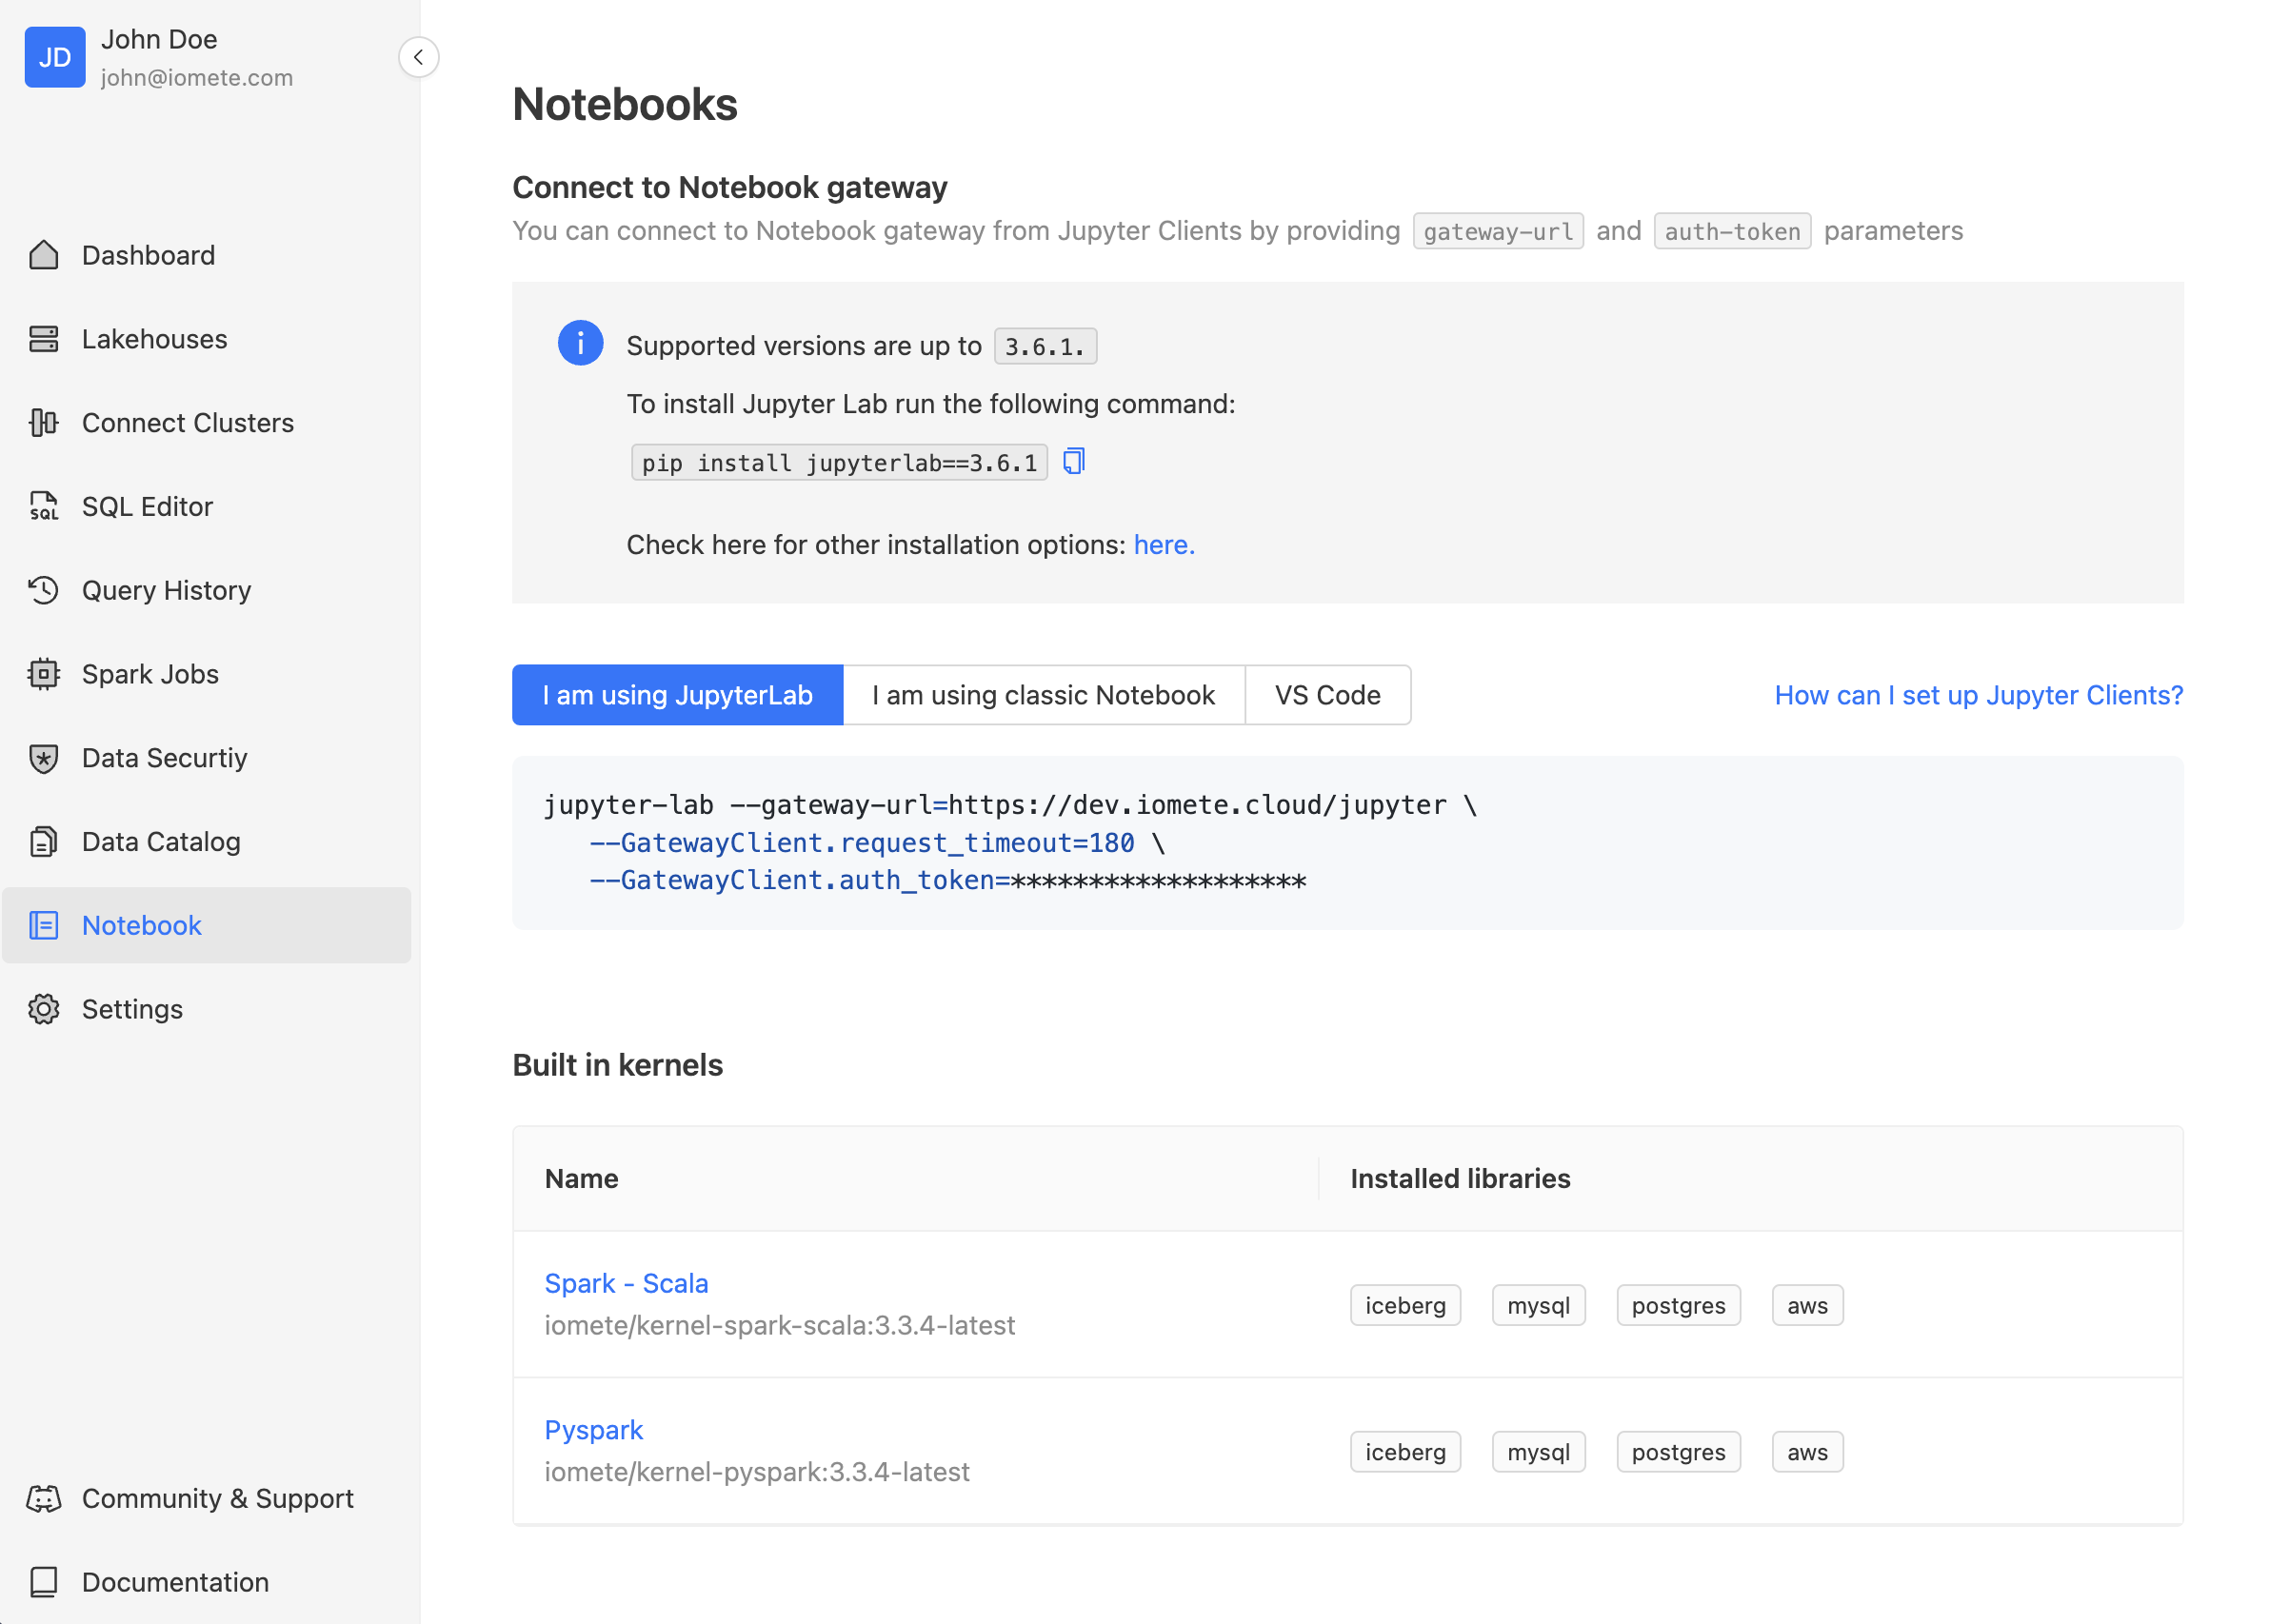 JD
John Doe
john@iomete.com
Dashboard
Lakehouses
Connect Clusters
SQL
SQL Editor
Query History
Spark Jobs
Data Securtiy
Data Catalog
Notebook
Settings
Community & Support
Documentation
Notebooks
Connect to Notebook gateway
You can connect to Notebook gateway from Jupyter Clients by providing gateway-url and auth-token parameters
i
Supported versions are up to 3.6.1.
To install Jupyter Lab run the following command:
pip install jupyterlab==3.6.1
Check here for other installation options: here.
I am using JupyterLab
I am using classic Notebook
VS Code
How can I set up Jupyter Clients?
jupyter-lab --gateway-url=https://dev.iomete.cloud/jupyter \
--GatewayClient.request_timeout=180 \
--GatewayClient.auth_token=*******************
Built in kernels
Name
Installed libraries
Spark - Scala
iomete/kernel-spark-scala:3.3.4-latest
iceberg mysql postgres aws
Pyspark
iomete/kernel-pyspark:3.3.4-latest
iceberg mysql postgres aws